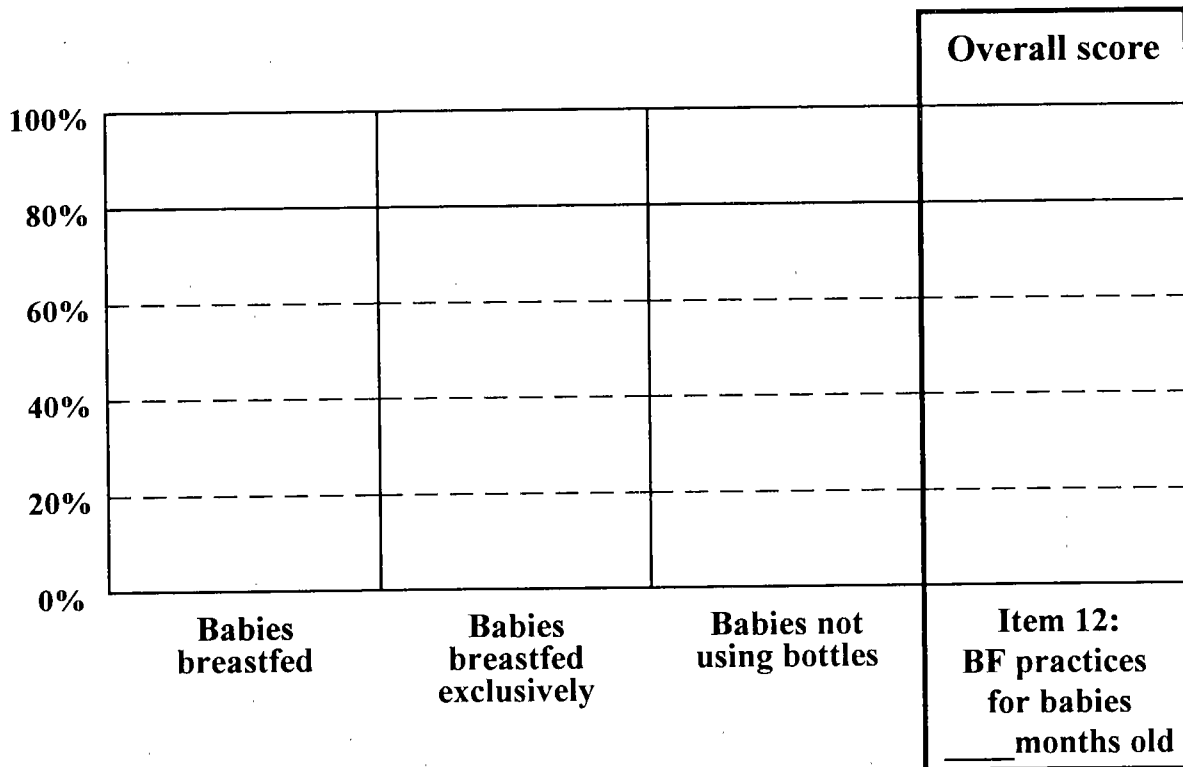 Overall score
100%
80%
60%
40%
20%
0%
Babies
breastfed
Babies
breastfed
exclusively
Babies not
using bottles
Item 12:
BF practices
for babies
____months old